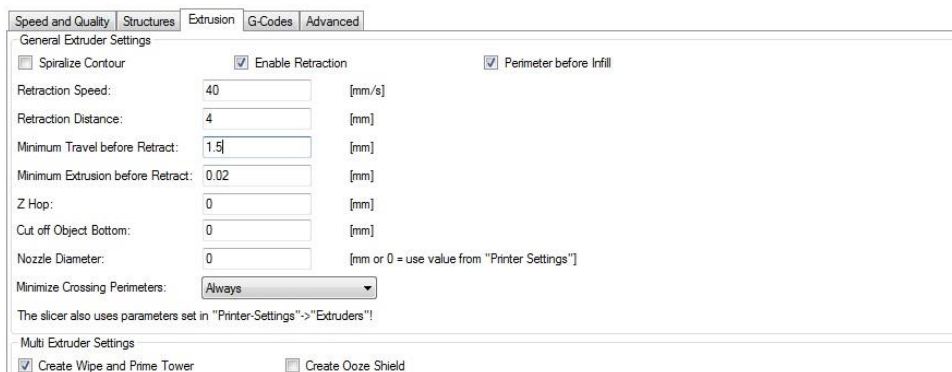 Speed and Quality Structures Extrusion G-Codes Advanced
General Extruder Settings
Spiralize Contour Enable Retraction Perimeter before Infill
Retraction Speed: 40 [mm/s]
Retraction Distance: 4 [mm]
Minimum Travel before Retract: 1.5 [mm]
Minimum Extrusion before Retract: 0.02 [mm]
Z Hop: 0 [mm]
Cut off Object Bottom: 0 [mm]
Nozzle Diameter: 0 [mm or 0 = use value from "Printer Settings"]
Minimize Crossing Perimeters: Always
The slicer also uses parameters set in "Printer-Settings"->"Extruders"!
Multi Extruder Settings
Create Wipe and Prime Tower Create Ooze Shield